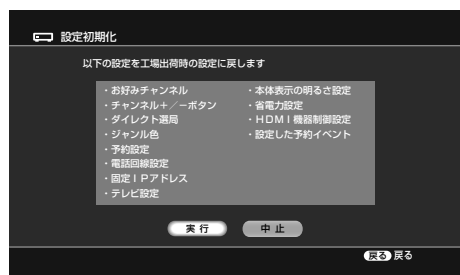 設定初期化
以下の設定を工場出荷時の設定に戻します
・お好みチャンネル
・チャンネル＋／－ボタン
・ダイレクト選局
・ジャンル色
・予約設定
・電話回線設定
・固定ＩＰアドレス
・テレビ設定
・本体表示の明るさ設定
・省電力設定
・ＨＤＭＩ機器制御設定
・設定した予約イベント
実行 中止
戻る 戻る